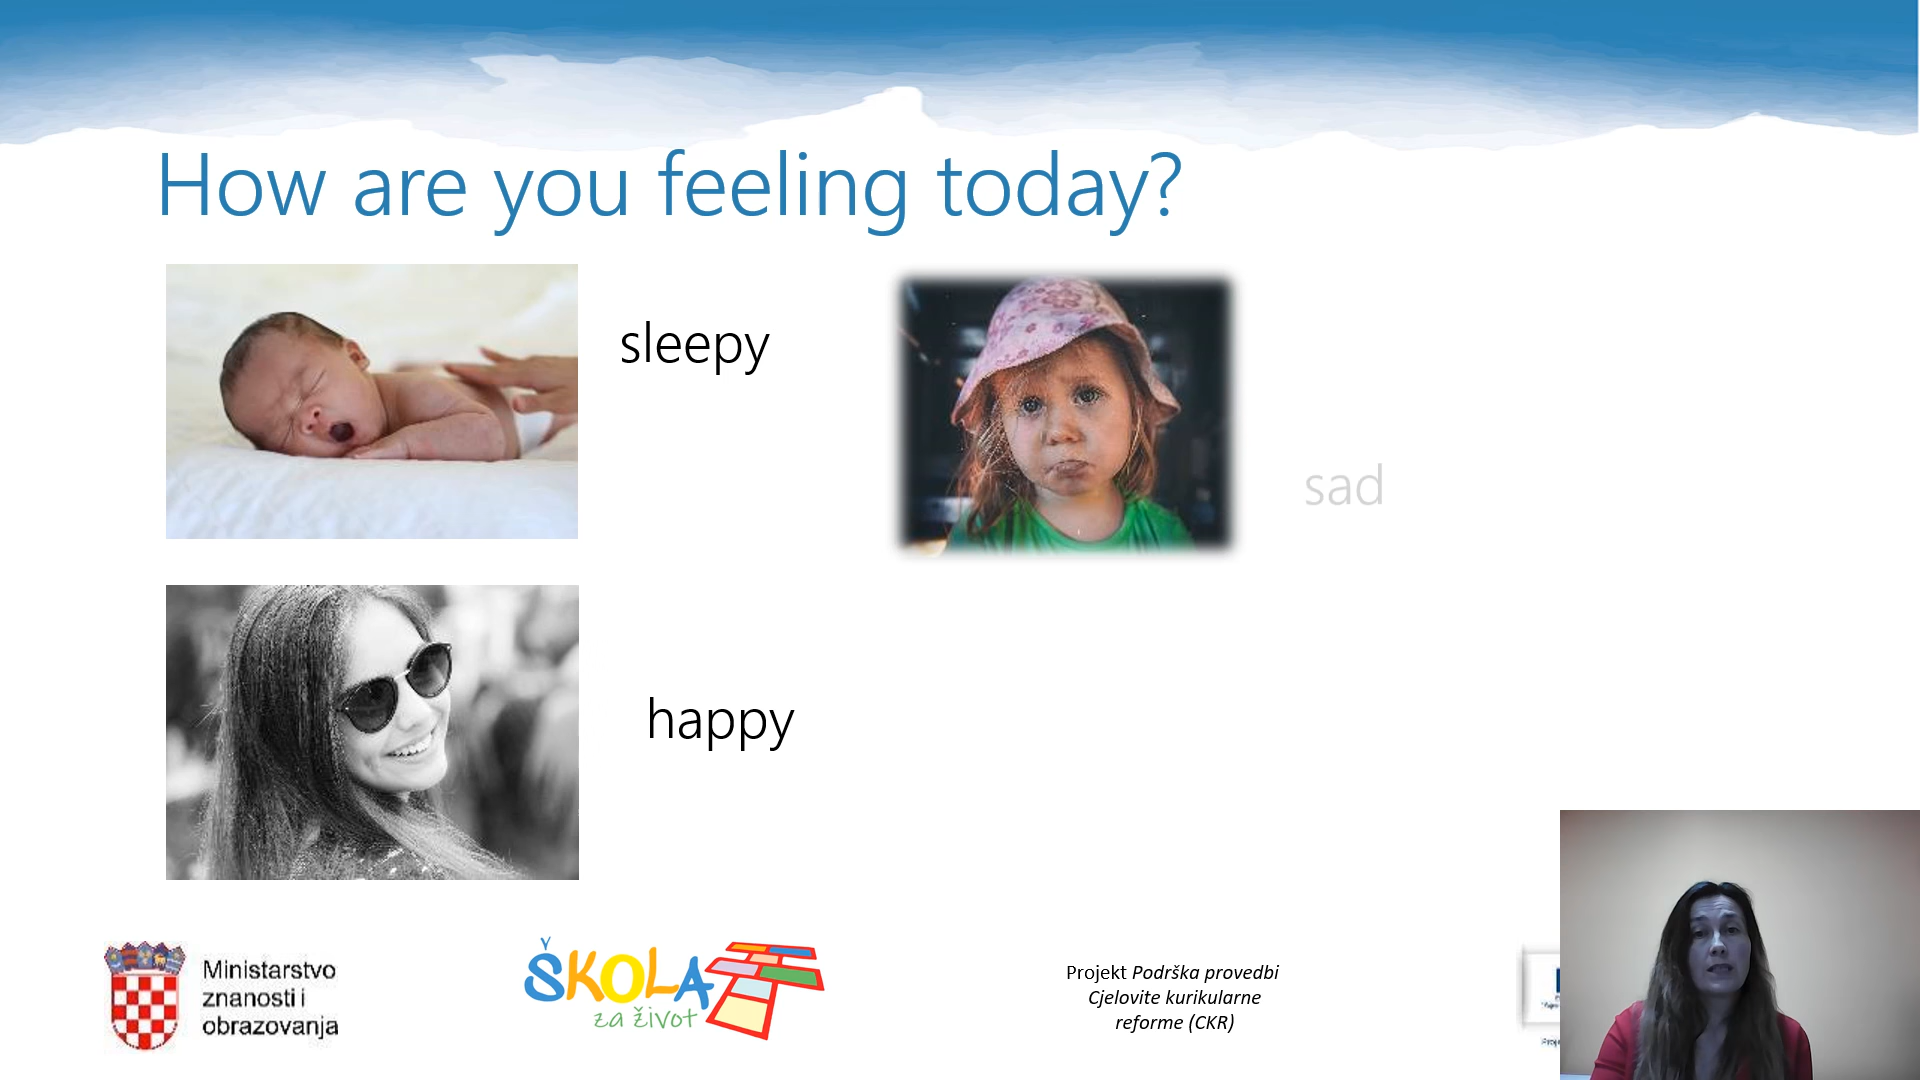 How are you feeling today?
sleepy
sad
happy
Ministarstvo
znanosti i
obrazovanja
ŠKOLA
za život
Projekt Podrška provedbi
Cjelovite kurikularne
reforme (CKR)